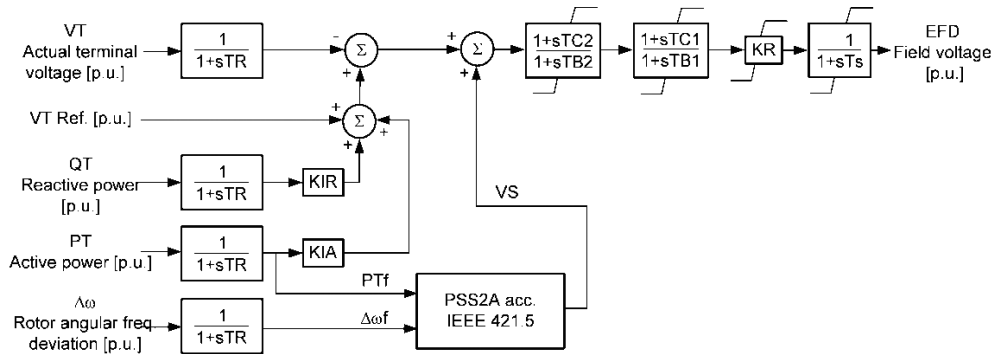 VT
Actual terminal
voltage [p.u.]
1
1+sTR
-
Σ
+
+
Σ
+
1+sTC2
1+sTB2
1+sTC1
1+sTB1
KR
1
1+sTs
EFD
Field voltage
[p.u.]
VT Ref. [p.u.]
+
Σ
+
+
QT
Reactive power
[p.u.]
1
1+sTR
KIR
VS
PT
Active power [p.u.]
1
1+sTR
KIA
PTf
PSS2A acc.
IEEE 421.5
Δω
Rotor angular freq.
deviation [p.u.]
1
1+sTR
Δωf